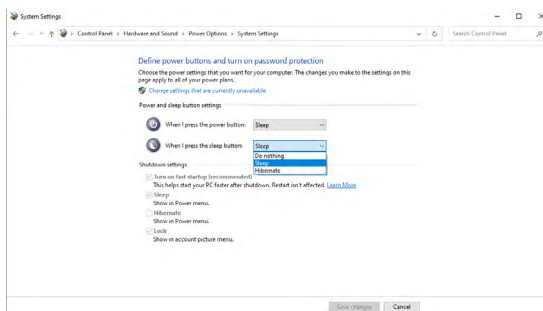 System Settings
Control Panel > Hardware and Sound > Power Options > System Settings
Search Control Panel
Define power buttons and turn on password protection
Choose the power settings that you want for your computer. The changes you make to the settings on this
page apply to all of your power plans.
Change settings that are currently unavailable
Power and sleep button settings
When I press the power button: Sleep
When I press the sleep button: Sleep
Do nothing
Sleep
Hibernate
Shutdown settings
Turn on fast startup (recommended)
This helps start your PC faster after shutdown. Restart isn't affected. Learn More
Sleep
Show in Power menu.
Hibernate
Show in Power menu.
Lock
Show in account picture menu.
Save changes Cancel